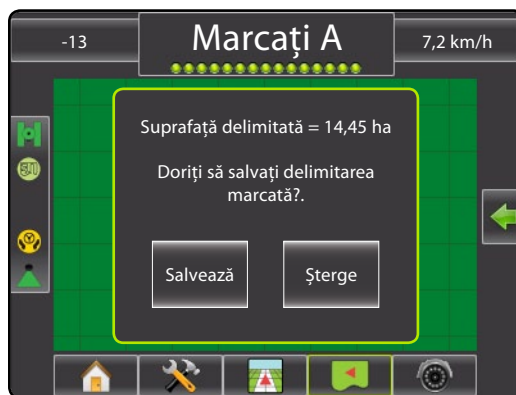 -13
Marcați A
7,2 km/h
Suprafață delimitată = 14,45 ha
Doriți să salvați delimitarea
marcată?.
Salvează
Șterge